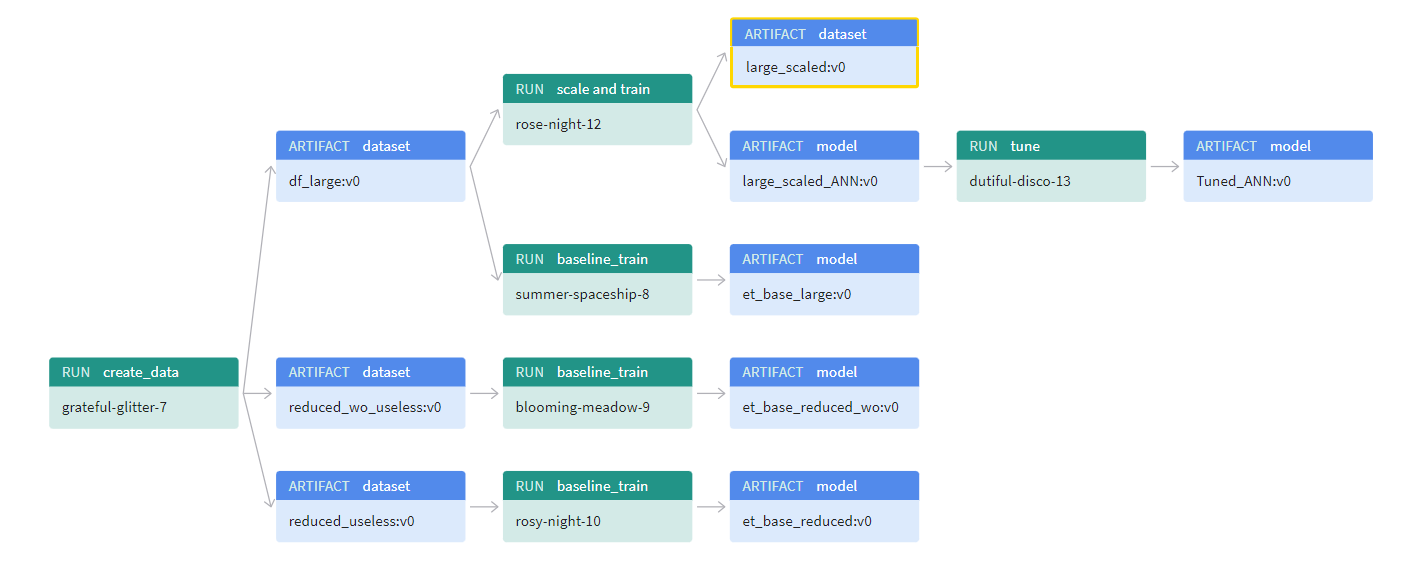 ARTIFACT dataset
large_scaled:v0
RUN scale and train
rose-night-12
ARTIFACT dataset
df_large:v0
ARTIFACT model
large_scaled_ANN:v0
RUN tune
dutiful-disco-13
ARTIFACT model
Tuned_ANN:v0
RUN baseline_train
summer-spaceship-8
ARTIFACT model
et_base_large:v0
RUN create_data
grateful-glitter-7
ARTIFACT dataset
reduced_wo_useless:v0
RUN baseline_train
blooming-meadow-9
ARTIFACT model
et_base_reduced_wo:v0
ARTIFACT dataset
reduced_useless:v0
RUN baseline_train
rosy-night-10
ARTIFACT model
et_base_reduced:v0